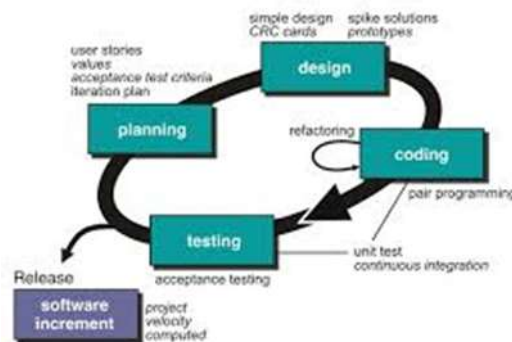 simple design
CRC cards
spike solutions
prototypes
design
user stories
values
acceptance test criteria
iteration plan
planning
refactoring
coding
pair programming
testing
unit test
continuous integration
acceptance testing
Release
software
increment
project
velocity
computed